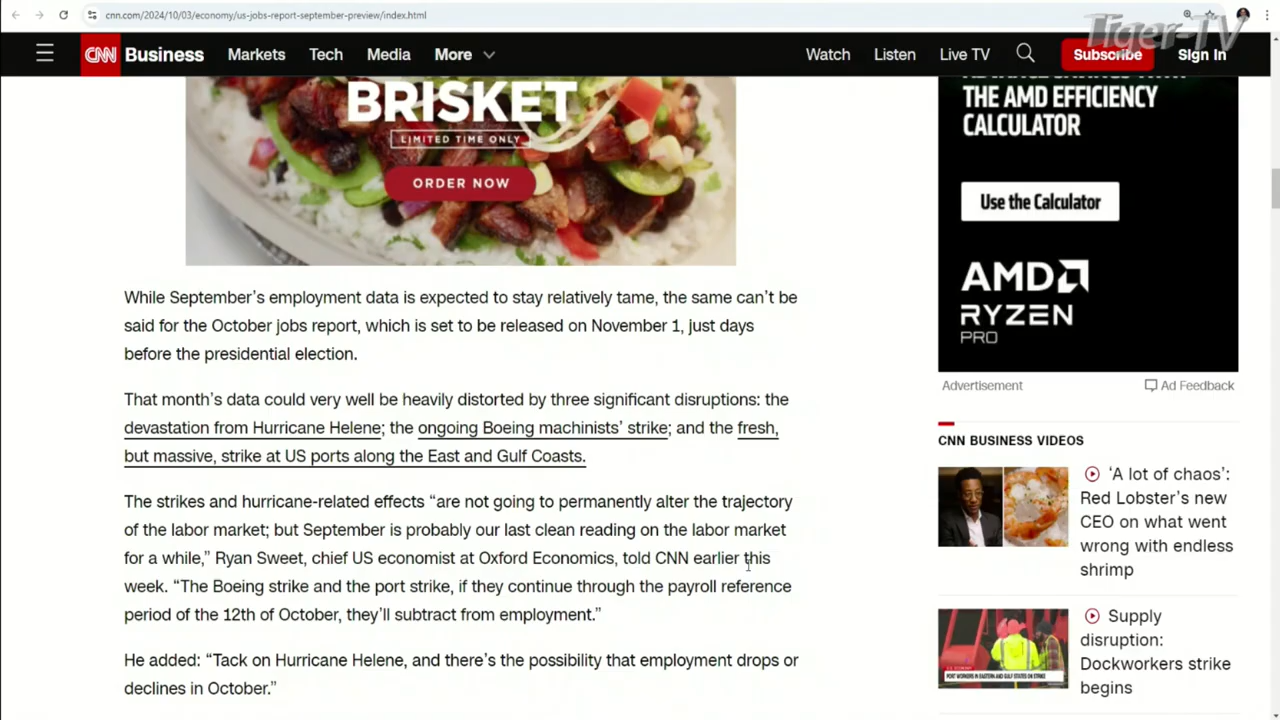 cnn.com/2024/10/03/economy/us-jobs-report-september-preview/index.html
Tiger-TV
CNN Business Markets Tech Media More Watch Listen Live TV Subscribe Sign In
BRISKET
LIMITED TIME ONLY
ORDER NOW
THE AMD EFFICIENCY
CALCULATOR
Use the Calculator
AMD
RYZEN
PRO
Advertisement Ad Feedback
While September’s employment data is expected to stay relatively tame, the same can’t be
said for the October jobs report, which is set to be released on November 1, just days
before the presidential election.
That month’s data could very well be heavily distorted by three significant disruptions: the
devastation from Hurricane Helene; the ongoing Boeing machinists’ strike; and the fresh,
but massive, strike at US ports along the East and Gulf Coasts.
The strikes and hurricane-related effects “are not going to permanently alter the trajectory
of the labor market; but September is probably our last clean reading on the labor market
for a while,” Ryan Sweet, chief US economist at Oxford Economics, told CNN earlier this
week. “The Boeing strike and the port strike, if they continue through the payroll reference
period of the 12th of October, they’ll subtract from employment.”
He added: “Tack on Hurricane Helene, and there’s the possibility that employment drops or
declines in October.”
CNN BUSINESS VIDEOS
‘A lot of chaos’:
Red Lobster’s new
CEO on what went
wrong with endless
shrimp
Supply
disruption:
Dockworkers strike
begins
PORT WORKERS IN EASTERN AND GULF STATES ON STRIKE